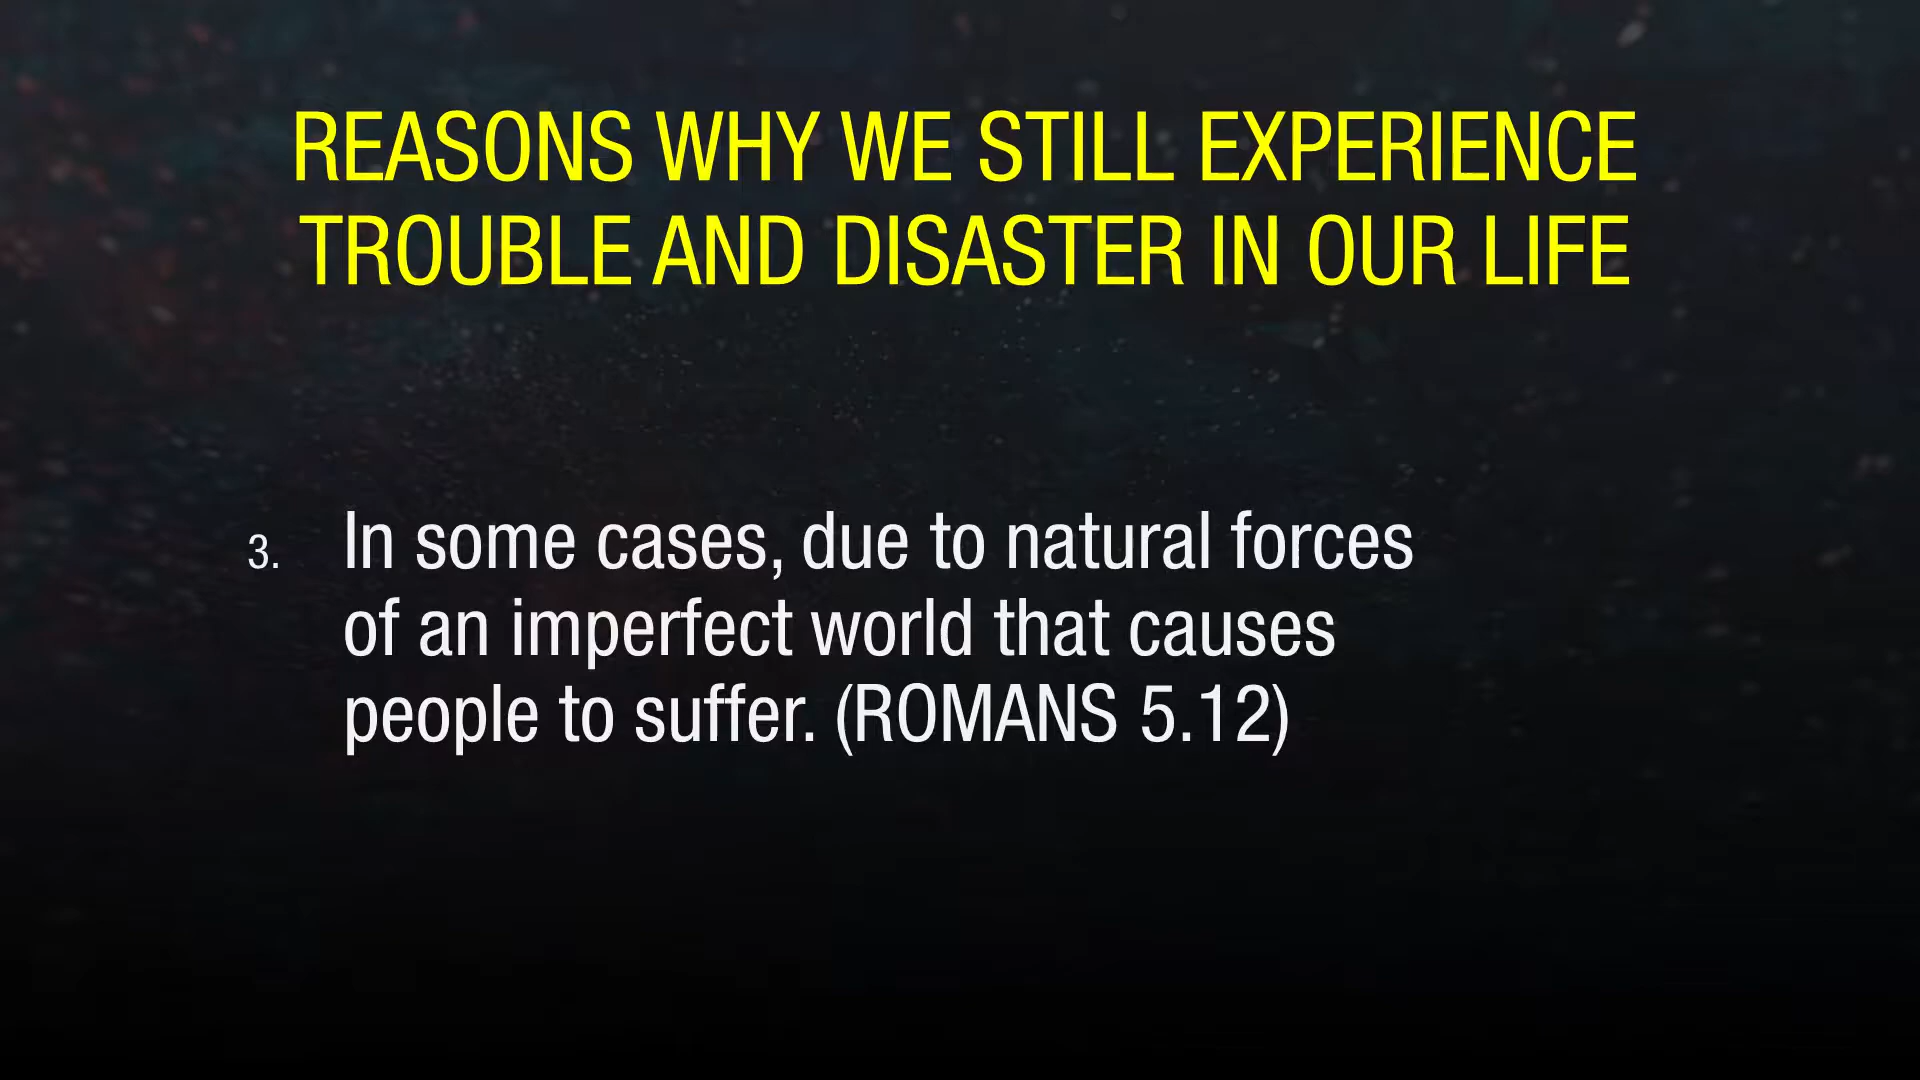 REASONS WHY WE STILL EXPERIENCE
TROUBLE AND DISASTER IN OUR LIFE
3. In some cases, due to natural forces
of an imperfect world that causes
people to suffer. (ROMANS 5.12)